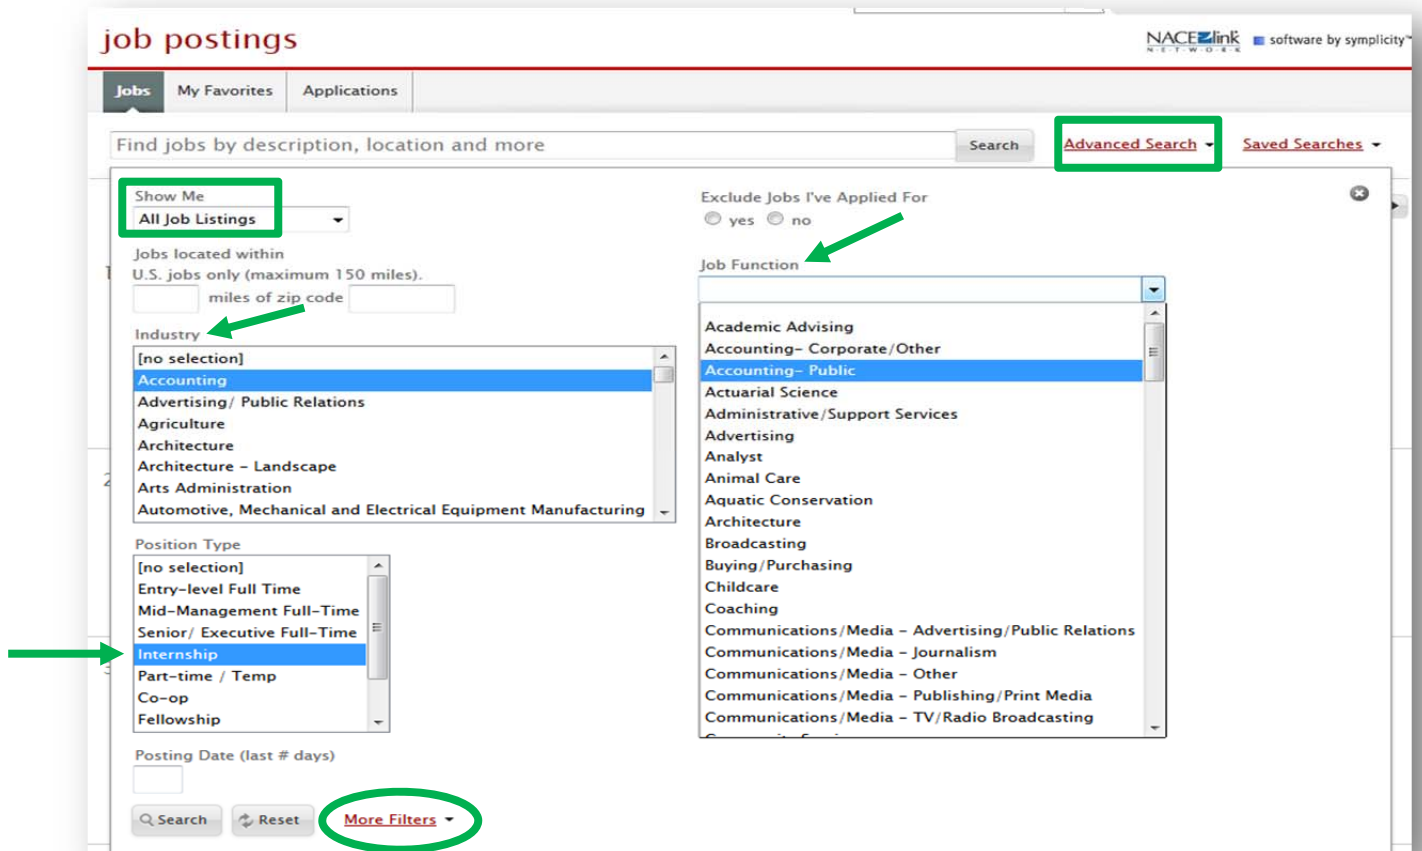 job postings
NACElink
N·E·T·W·O·R·K
software by symplicity™
Jobs My Favorites Applications
Find jobs by description, location and more
Search
Advanced Search
Saved Searches
Show Me
All Job Listings
Exclude Jobs I've Applied For
yes no
Jobs located within
U.S. jobs only (maximum 150 miles).
miles of zip code
Industry
[no selection]
Accounting
Advertising/ Public Relations
Agriculture
Architecture
Architecture – Landscape
Arts Administration
Automotive, Mechanical and Electrical Equipment Manufacturing
Job Function
Academic Advising
Accounting– Corporate/Other
Accounting– Public
Actuarial Science
Administrative/Support Services
Advertising
Analyst
Animal Care
Aquatic Conservation
Architecture
Broadcasting
Buying/Purchasing
Childcare
Coaching
Communications/Media – Advertising/Public Relations
Communications/Media – Journalism
Communications/Media – Other
Communications/Media – Publishing/Print Media
Communications/Media – TV/Radio Broadcasting
Position Type
[no selection]
Entry–level Full Time
Mid–Management Full–Time
Senior/ Executive Full–Time
Internship
Part–time / Temp
Co–op
Fellowship
Posting Date (last # days)
Search
Reset
More Filters